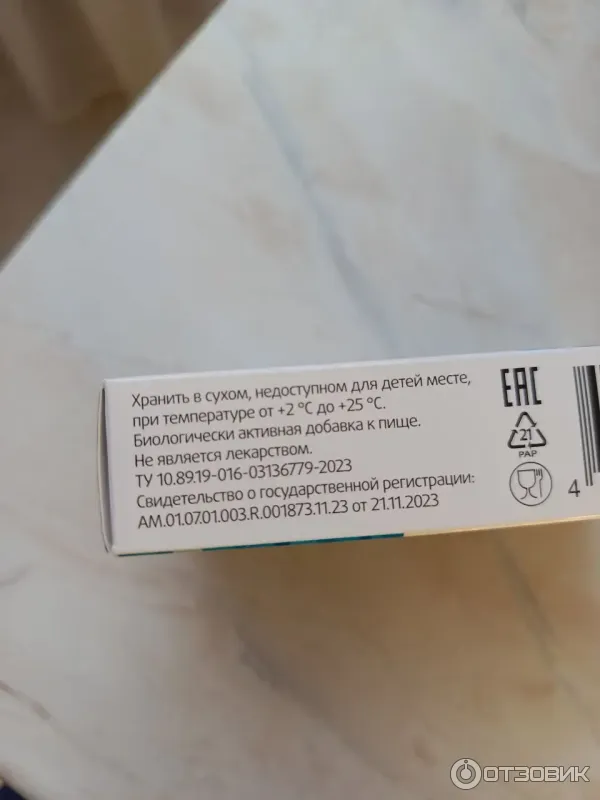 Хранить в сухом, недоступном для детей месте,
при температуре от +2 °C до +25 °C.
Биологически активная добавка к пище.
Не является лекарством.
ТУ 10.89.19-016-03136779-2023
Свидетельство о государственной регистрации:
AM.01.07.01.003.R.001873.11.23 от 21.11.2023
EAC
21
PAP
4
ОТЗОВИК